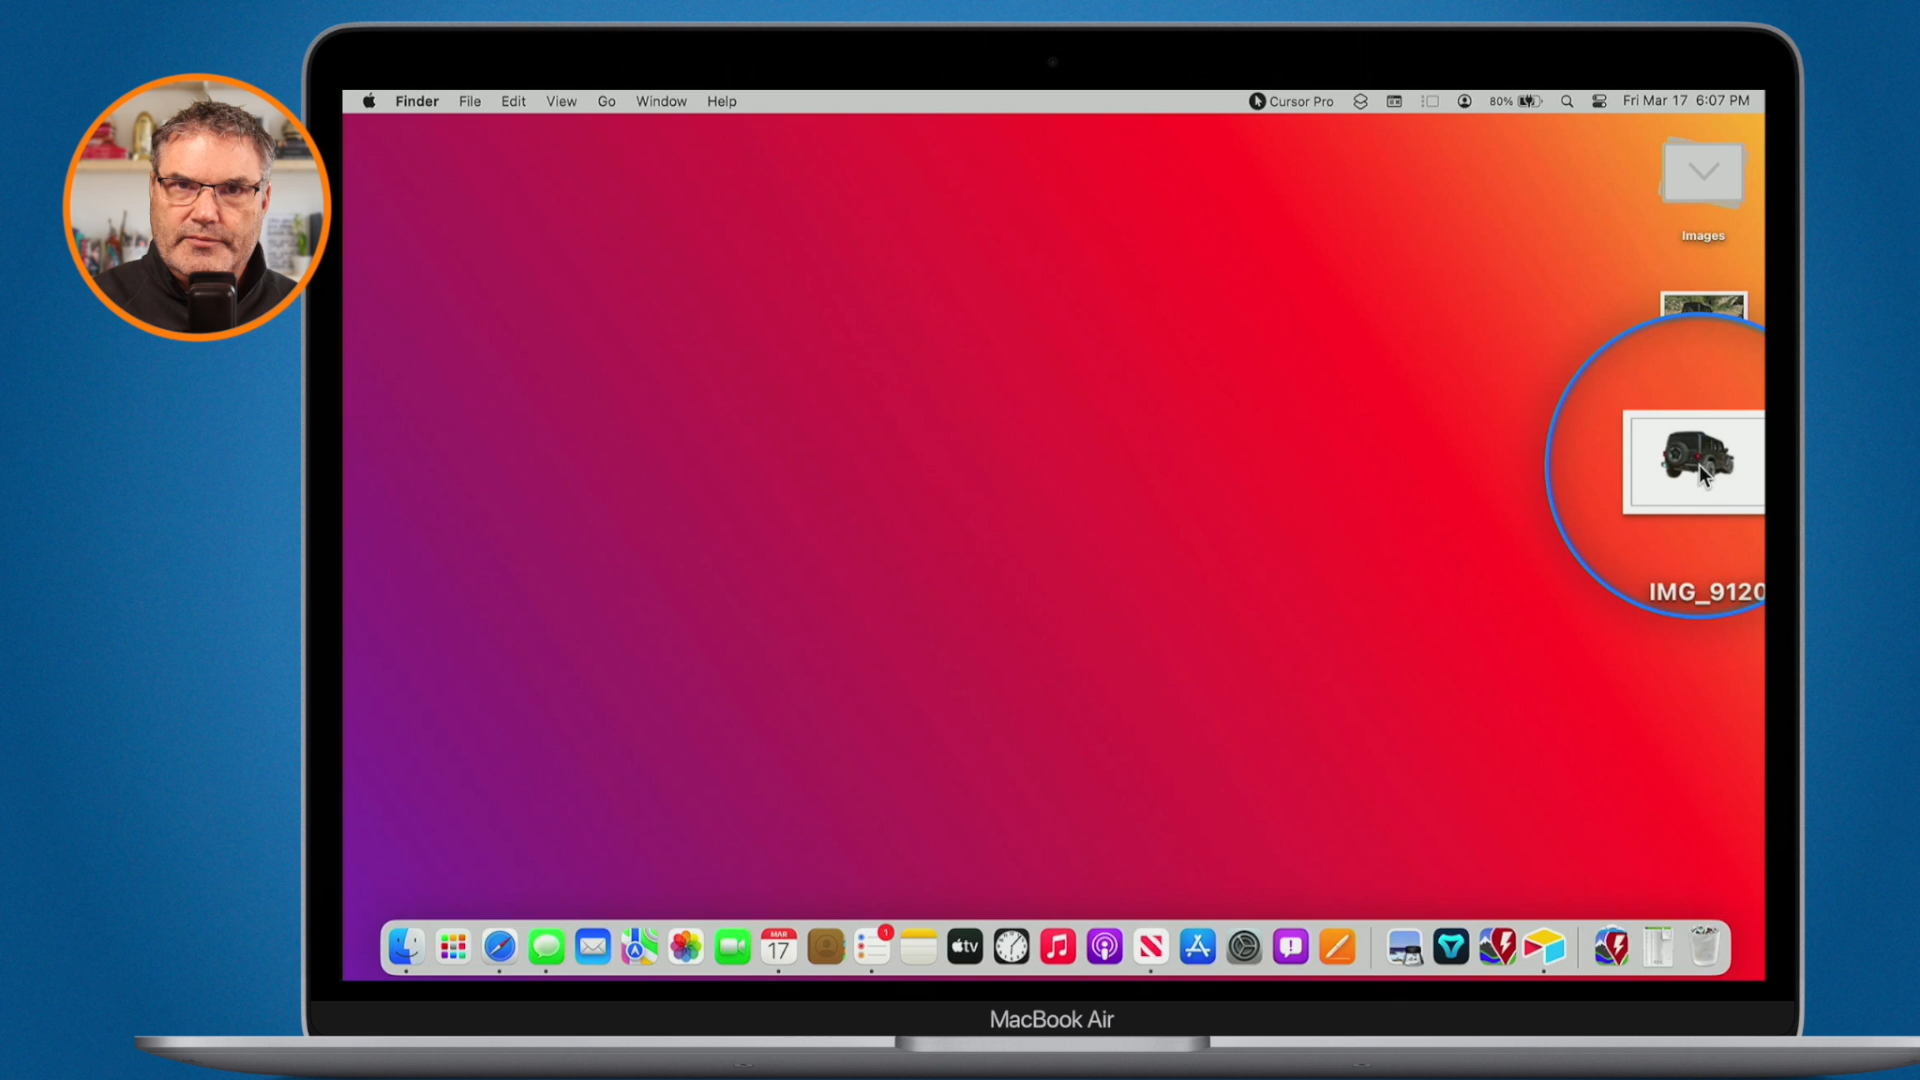 Finder File Edit View Go Window Help Cursor Pro 80% Fri Mar 17 6:07 PM
Images
IMG_9120
MAR
17
1
tv
MacBook Air